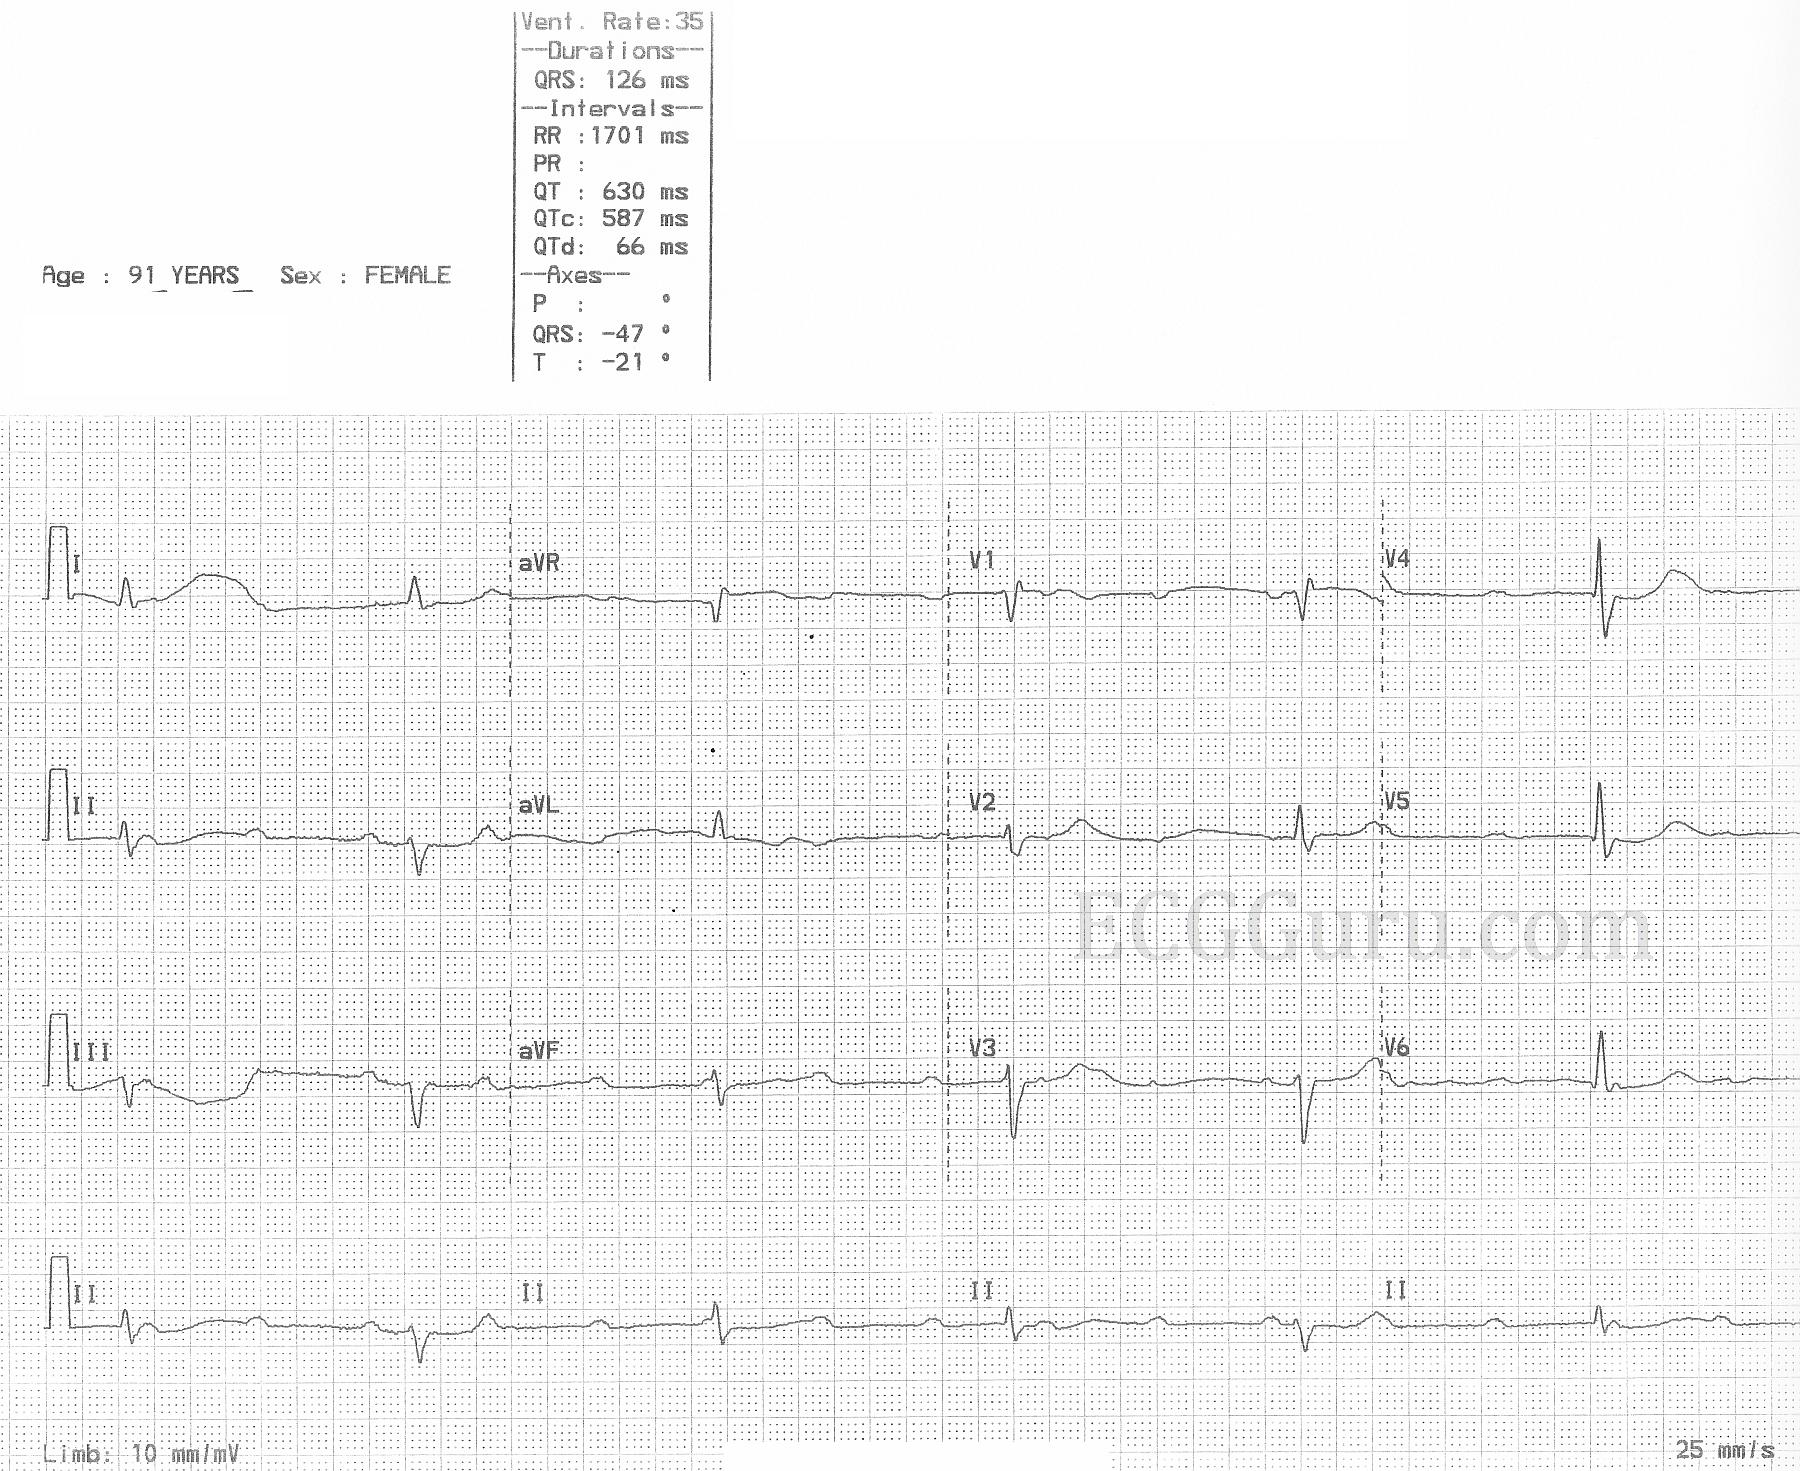 Vent. Rate:35
--Durations--
QRS: 126 ms
--Intervals--
RR :1701 ms
PR :
QT : 630 ms
QTc: 587 ms
QTd: 66 ms
Age : 91_YEARS_ Sex : FEMALE
--Axes--
P : °
QRS: -47 °
T : -21 °
I aVR V1 V4
II aVL V2 V5
ECGGuru.com
III aVF V3 V6
II II II II
Limb: 10 mm/mV 25 mm/s